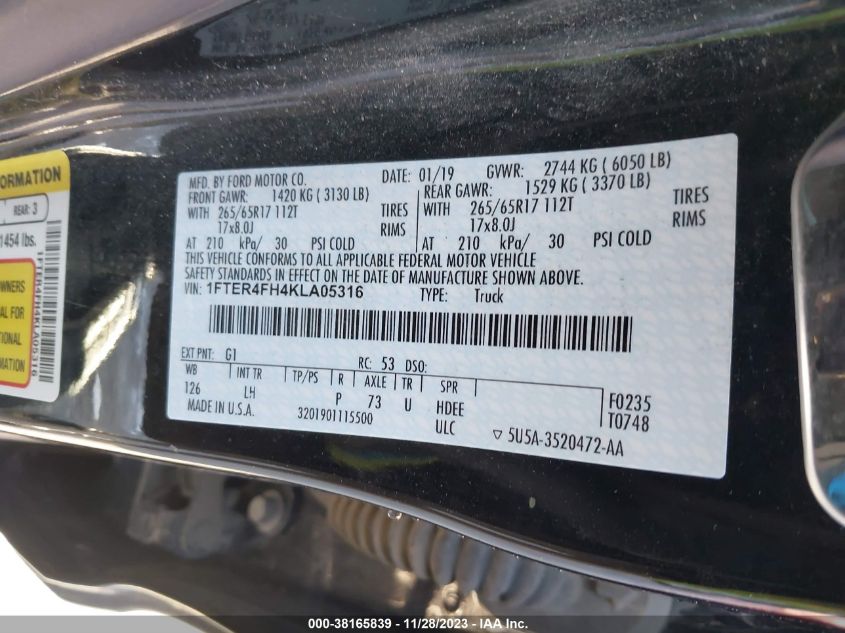 FORMATION
REAR: 3
1454 lbs.
WNERS
FOR
TIONAL
MATION
1FTER4FH4KLA05316
MFD. BY FORD MOTOR CO.
DATE: 01/19 GVWR: 2744 KG ( 6050 LB)
FRONT GAWR: 1420 KG ( 3130 LB)
REAR GAWR: 1529 KG ( 3370 LB)
WITH 265/65R17 112T TIRES
WITH 265/65R17 112T TIRES
17x8.0J RIMS
17x8.0J RIMS
AT 210 kPa/ 30 PSI COLD
AT 210 kPa/ 30 PSI COLD
THIS VEHICLE CONFORMS TO ALL APPLICABLE FEDERAL MOTOR VEHICLE
SAFETY STANDARDS IN EFFECT ON THE DATE OF MANUFACTURE SHOWN ABOVE.
VIN: 1FTER4FH4KLA05316 TYPE: Truck
EXT PNT: G1 RC: 53 DSO:
WB INT TR TP/PS R AXLE TR SPR
126 LH P 73 U HDEE
F0235
MADE IN U.S.A. 3201901115500 ULC
T0748
▽ 5U5A-3520472-AA
000-38165839 - 11/28/2023 - IAA Inc.